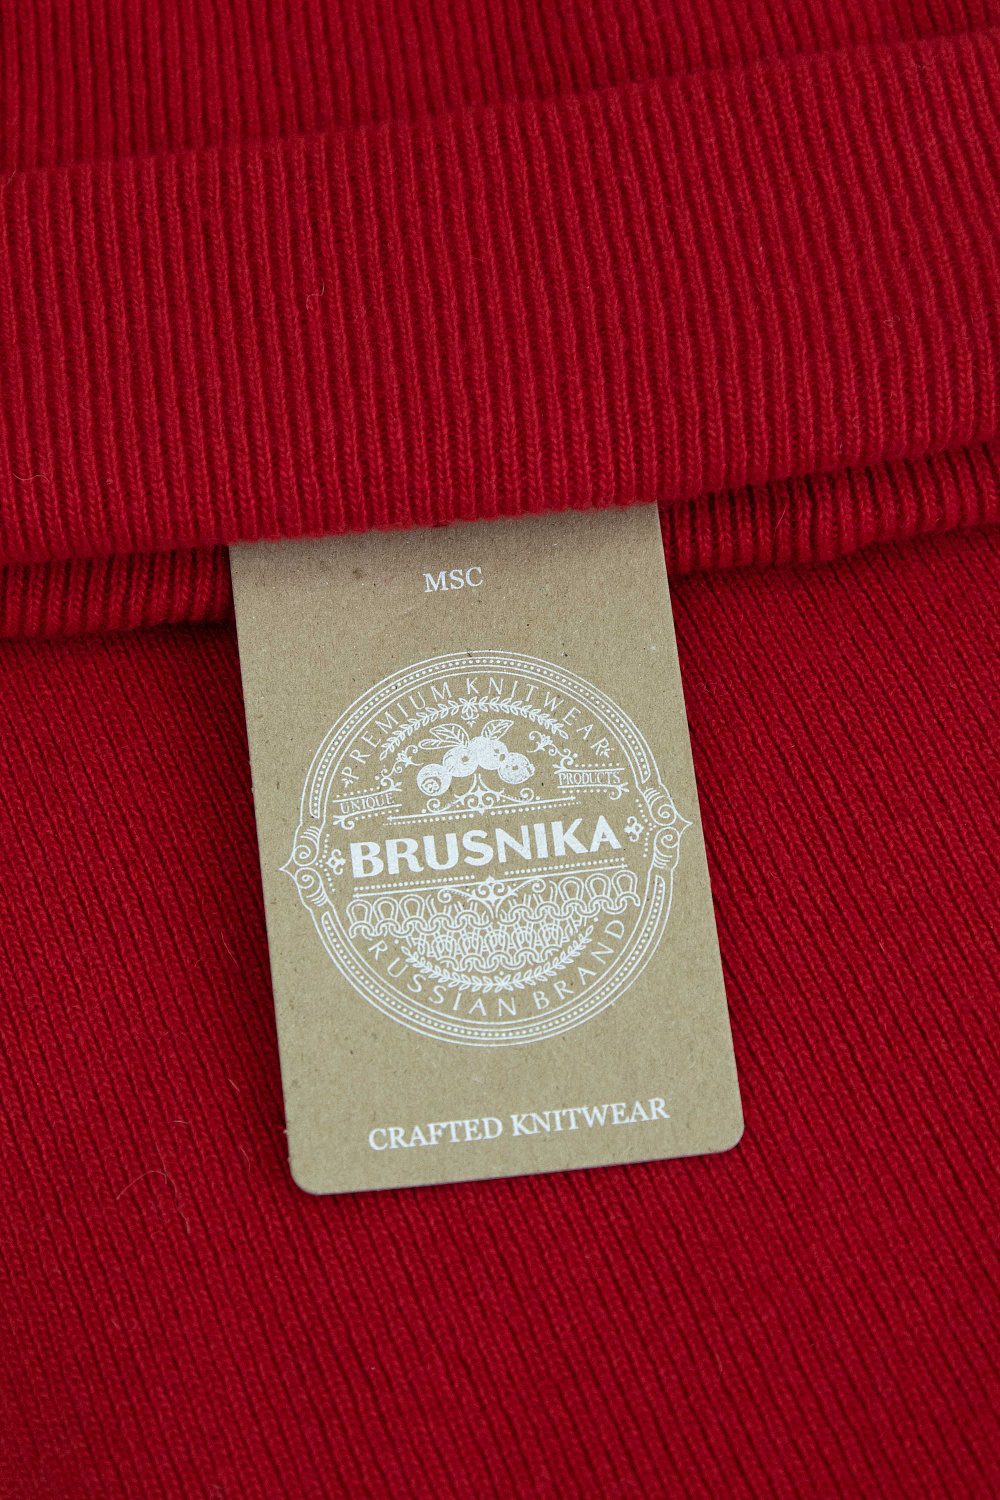 MSC
PREMIUM KNITWEAR
UNIQUE
PRODUCTS
BRUSNIKA
RUSSIAN BRAND
CRAFTED KNITWEAR